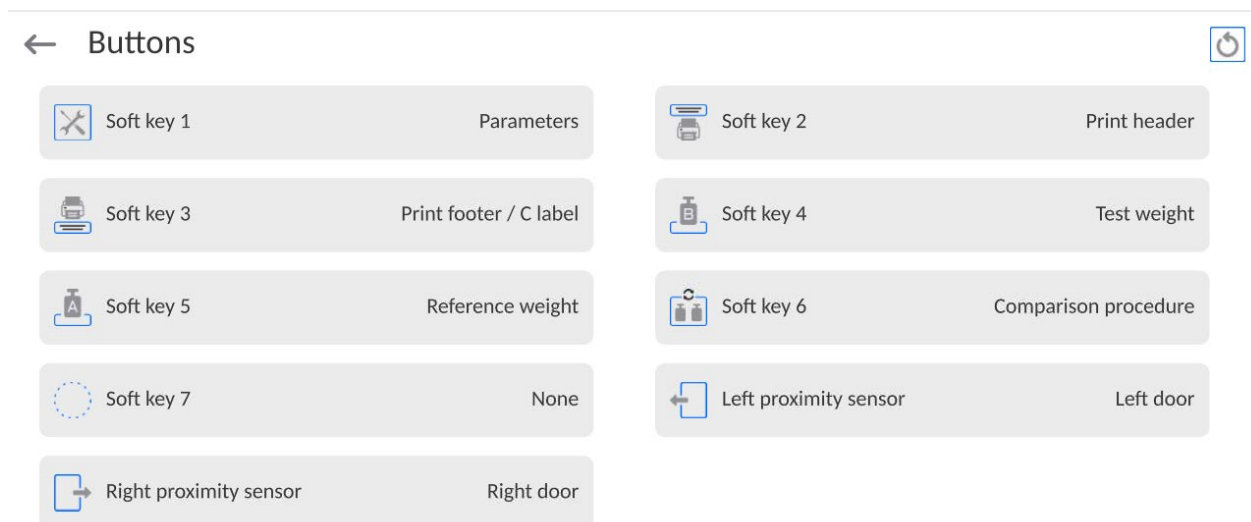 Buttons
Soft key 1 Parameters
Soft key 2 Print header
Soft key 3 Print footer / C label
B
Soft key 4 Test weight
A
Soft key 5 Reference weight
Soft key 6 Comparison procedure
Soft key 7 None
Left proximity sensor Left door
Right proximity sensor Right door